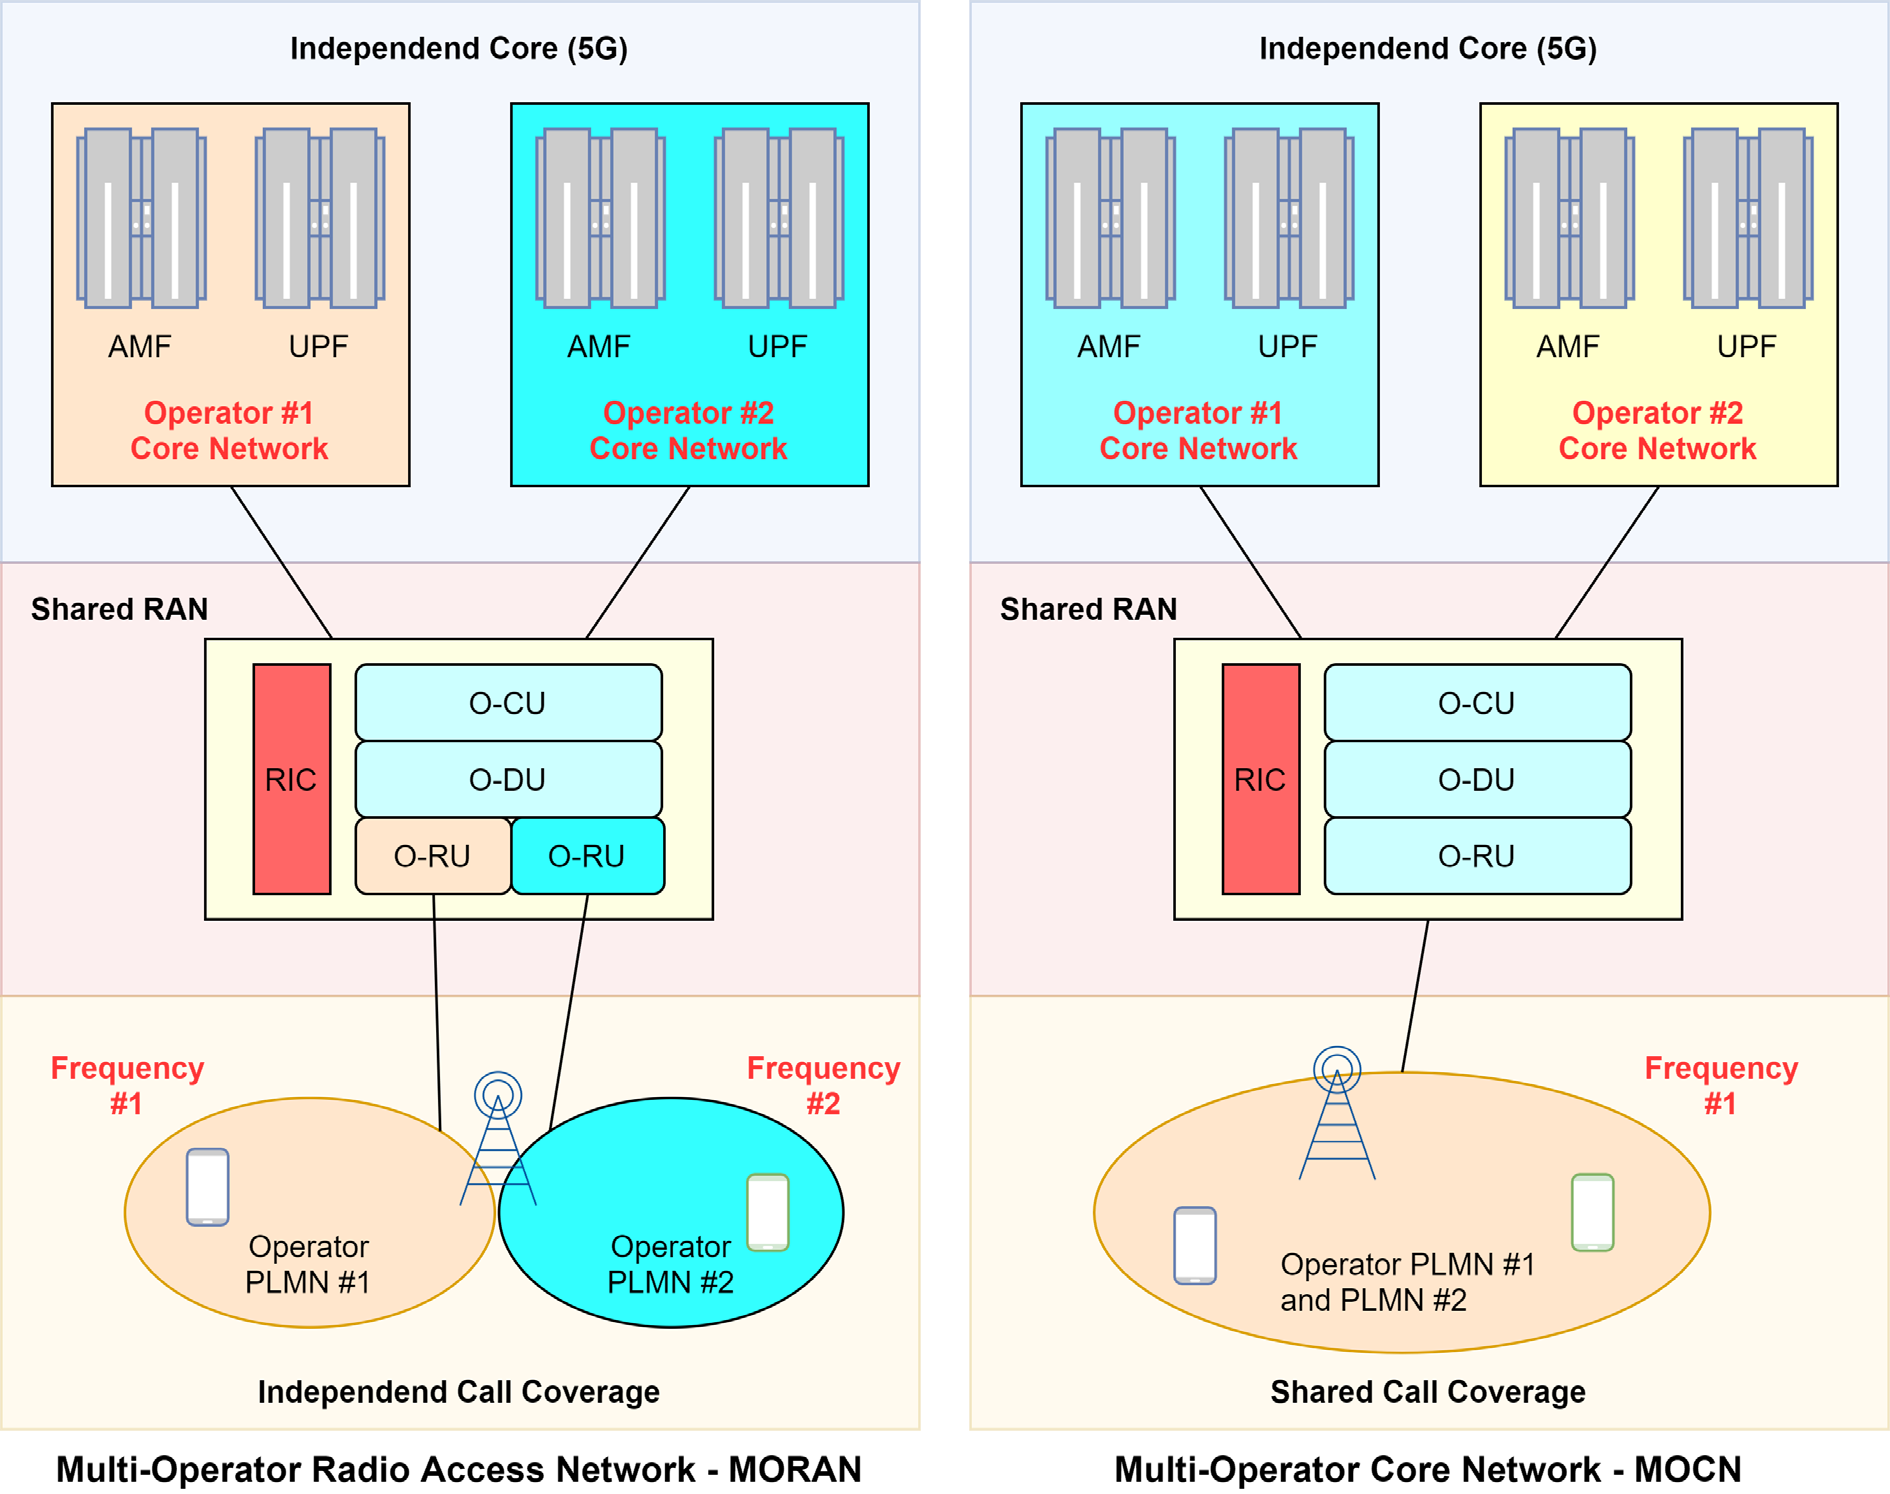 Independend Core (5G)
AMF
UPF
Operator #1
Core Network
AMF
UPF
Operator #2
Core Network
Shared RAN
RIC
O-CU
O-DU
O-RU
O-RU
Frequency
#1
Frequency
#2
Operator
PLMN #1
Operator
PLMN #2
Independend Call Coverage
Multi-Operator Radio Access Network - MORAN
Independend Core (5G)
AMF
UPF
Operator #1
Core Network
AMF
UPF
Operator #2
Core Network
Shared RAN
RIC
O-CU
O-DU
O-RU
Frequency
#1
Operator PLMN #1
and PLMN #2
Shared Call Coverage
Multi-Operator Core Network - MOCN